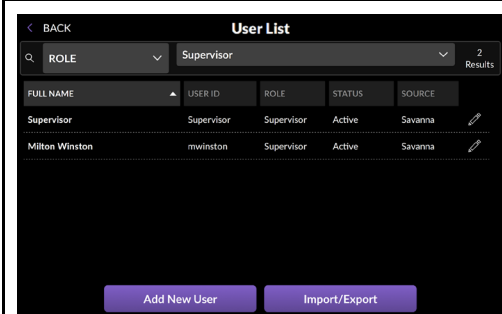 BACK
User List
ROLE Supervisor 2 Results
FULL NAME USER ID ROLE STATUS SOURCE
Supervisor Supervisor Supervisor Active Savanna
Milton Winston mwinston Supervisor Active Savanna
Add New User Import/Export